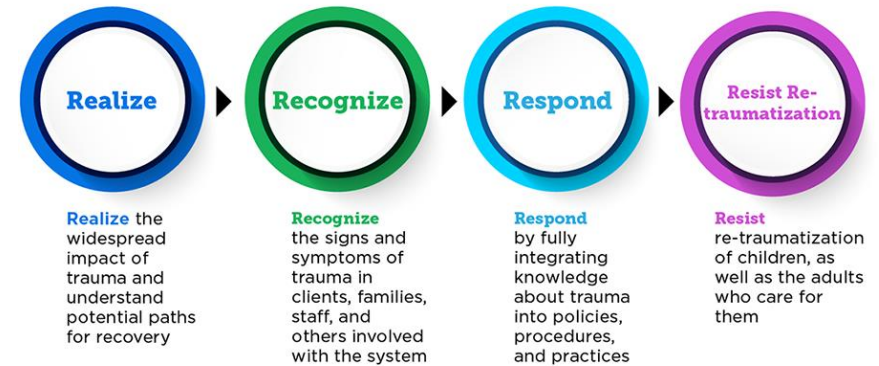 Realize
Recognize
Respond
Resist Re-
traumatization
Realize the
widespread
impact of
trauma and
understand
potential paths
for recovery
Recognize
the signs and
symptoms of
trauma in
clients, families,
staff, and
others involved
with the system
Respond
by fully
integrating
knowledge
about trauma
into policies,
procedures,
and practices
Resist
re-traumatization
of children, as
well as the adults
who care for
them